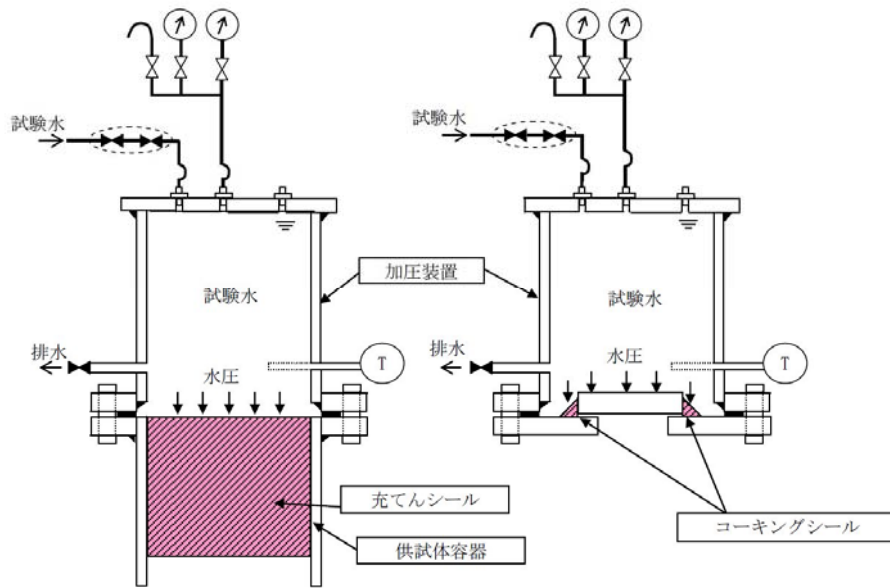 試験水
試験水
加圧装置
試験水
試験水
排水
水圧
T
排水
水圧
T
充てんシール
コーキングシール
供試体容器